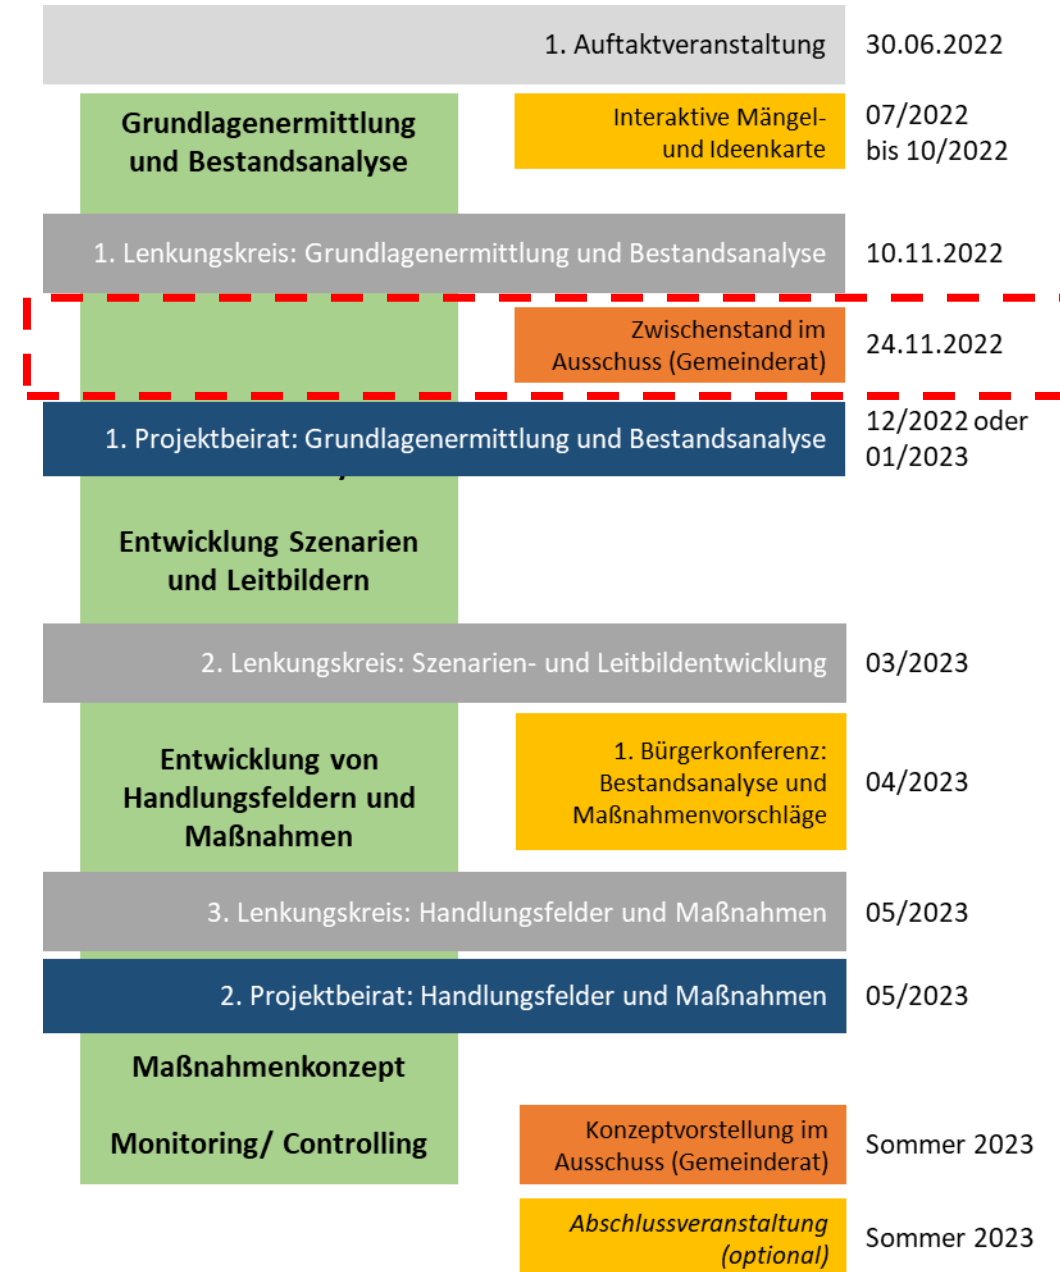 1. Auftaktveranstaltung
30.06.2022
Grundlagenermittlung
und Bestandsanalyse
Interaktive Mängel-
und Ideenkarte
07/2022
bis 10/2022
1. Lenkungskreis: Grundlagenermittlung und Bestandsanalyse
10.11.2022
Zwischenstand im
Ausschuss (Gemeinderat)
24.11.2022
1. Projektbeirat: Grundlagenermittlung und Bestandsanalyse
12/2022 oder
01/2023
Entwicklung Szenarien
und Leitbildern
2. Lenkungskreis: Szenarien- und Leitbildentwicklung
03/2023
Entwicklung von
Handlungsfeldern und
Maßnahmen
1. Bürgerkonferenz:
Bestandsanalyse und
Maßnahmenvorschläge
04/2023
3. Lenkungskreis: Handlungsfelder und Maßnahmen
05/2023
2. Projektbeirat: Handlungsfelder und Maßnahmen
05/2023
Maßnahmenkonzept
Monitoring/ Controlling
Konzeptvorstellung im
Ausschuss (Gemeinderat)
Sommer 2023
Abschlussveranstaltung
(optional)
Sommer 2023